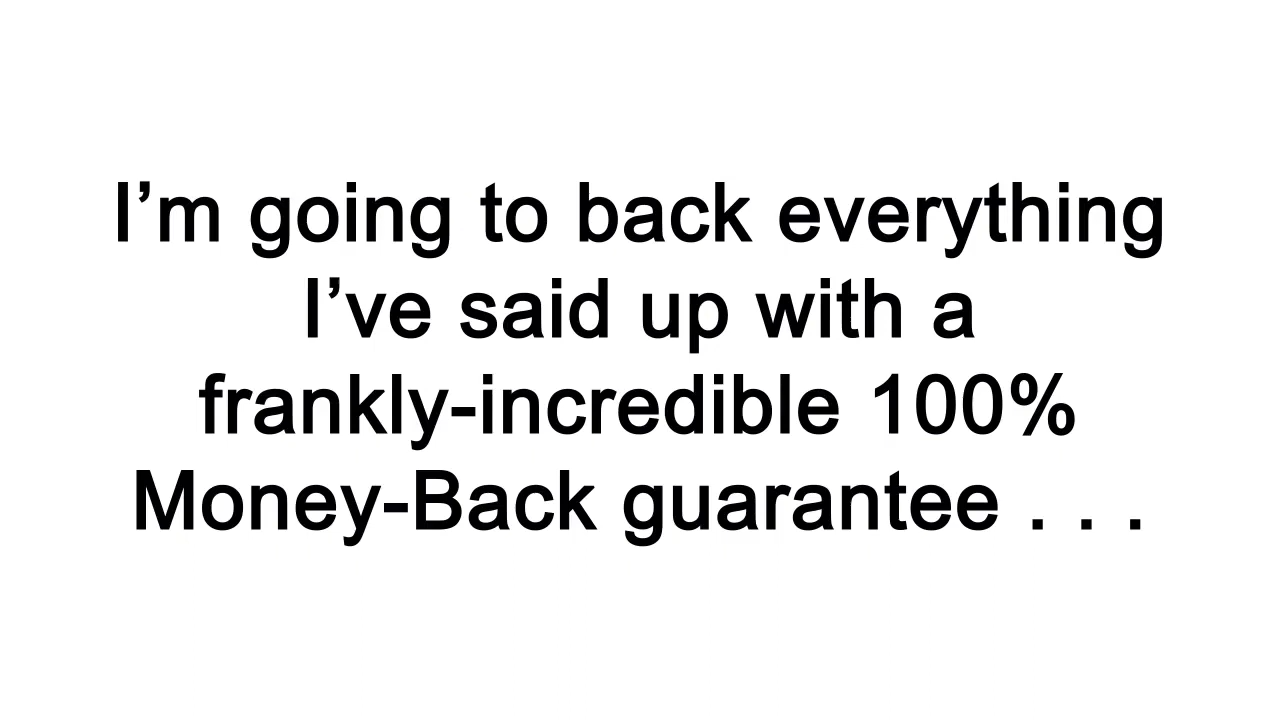 I’m going to back everything
I’ve said up with a
frankly-incredible 100%
Money-Back guarantee . . .